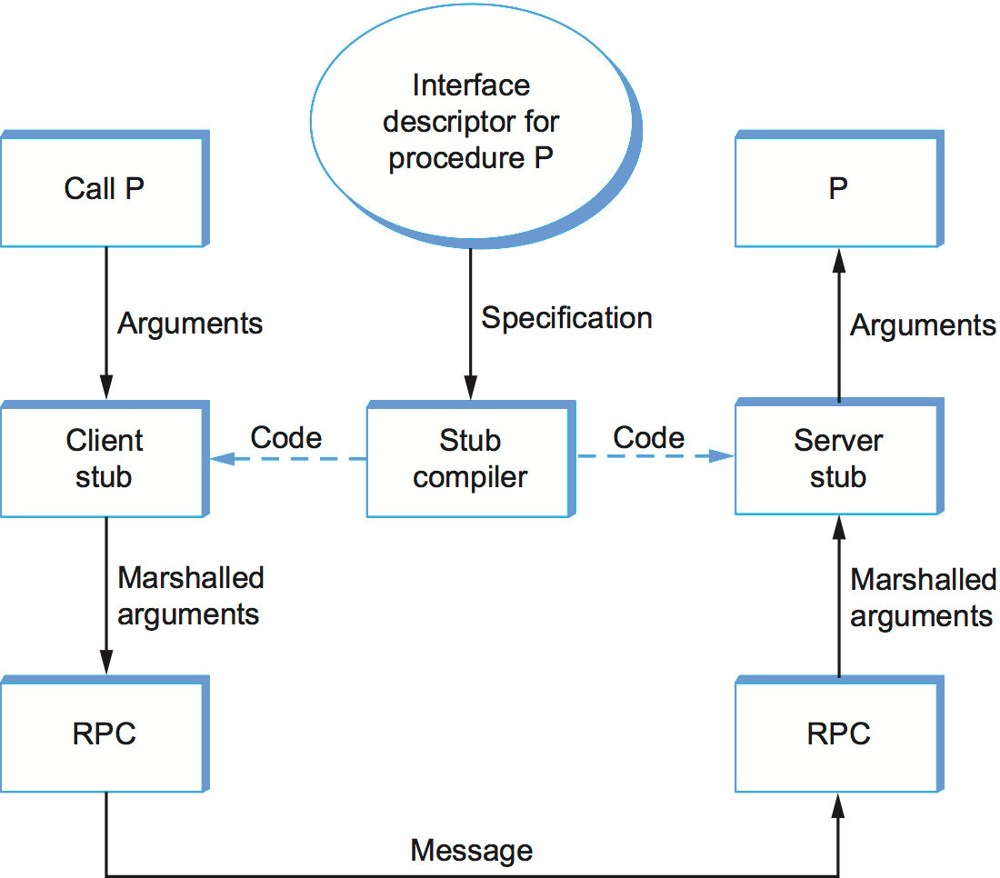 Interface
descriptor for
procedure P
Call P
P
Arguments
Specification
Arguments
Client
stub
Code
Stub
compiler
Code
Server
stub
Marshalled
arguments
Marshalled
arguments
RPC
RPC
Message